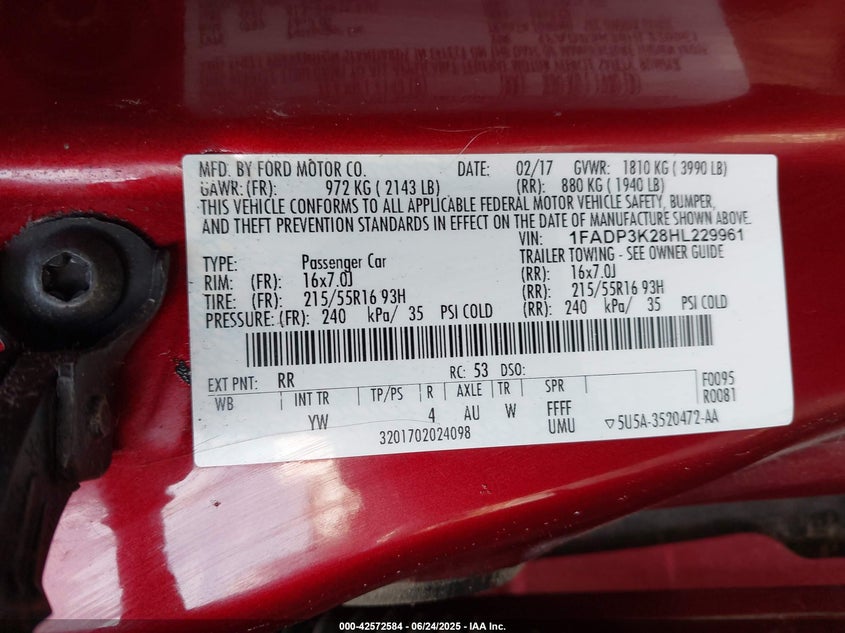 MFD. BY FORD MOTOR CO. DATE: 02/17 GVWR: 1810 KG ( 3990 LB)
GAWR: (FR): 972 KG ( 2143 LB) (RR): 880 KG ( 1940 LB)
THIS VEHICLE CONFORMS TO ALL APPLICABLE FEDERAL MOTOR VEHICLE SAFETY, BUMPER,
AND THEFT PREVENTION STANDARDS IN EFFECT ON THE DATE OF MANUFACTURE SHOWN ABOVE.
VIN: 1FADP3K28HL229961
TYPE: Passenger Car TRAILER TOWING - SEE OWNER GUIDE
RIM: (FR): 16x7.0J (RR): 16x7.0J
TIRE: (FR): 215/55R16 93H (RR): 215/55R16 93H
PRESSURE: (FR): 240 kPa/ 35 PSI COLD (RR): 240 kPa/ 35 PSI COLD
EXT PNT: RR RC: 53 DSO:
WB INT TR TP/PS R AXLE TR SPR F0095
YW 4 AU W FFFF R0081
3201702024098 UMU ▽5U5A-3520472-AA
000-42572584 - 06/24/2025 - IAA Inc.